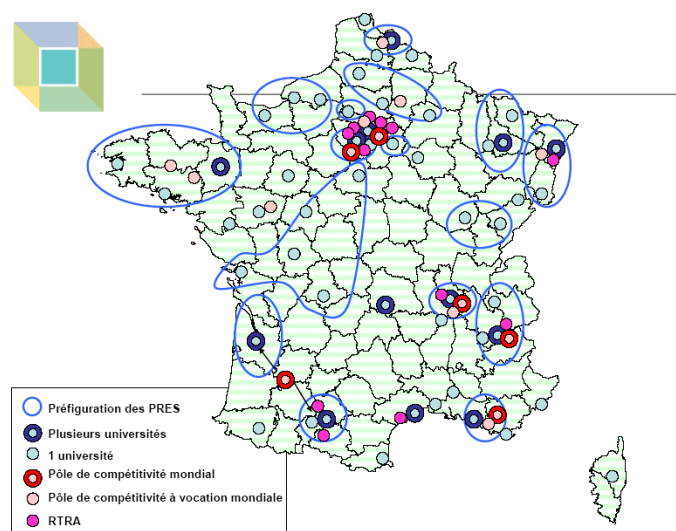 Préfiguration des PRES
Plusieurs universités
1 université
Pôle de compétitivité mondial
Pôle de compétitivité à vocation mondiale
RTRA